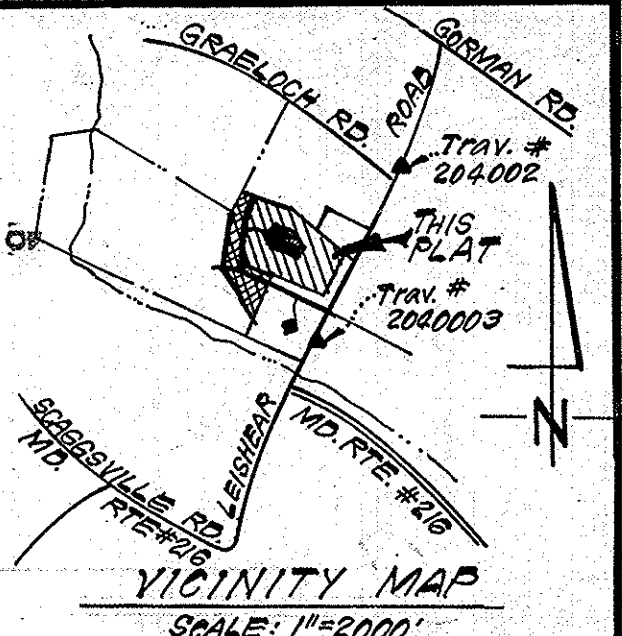 GRAELOCH RD.
GORMAN RD.
ROAD
Trav. #
204002
THIS
PLAT
Trav. #
2040003
LEISHEAR
MD. RTE. #216
SCAGGSVILLE RD.
MD.
RTE #216
N
VICINITY MAP
SCALE: 1"=2000'